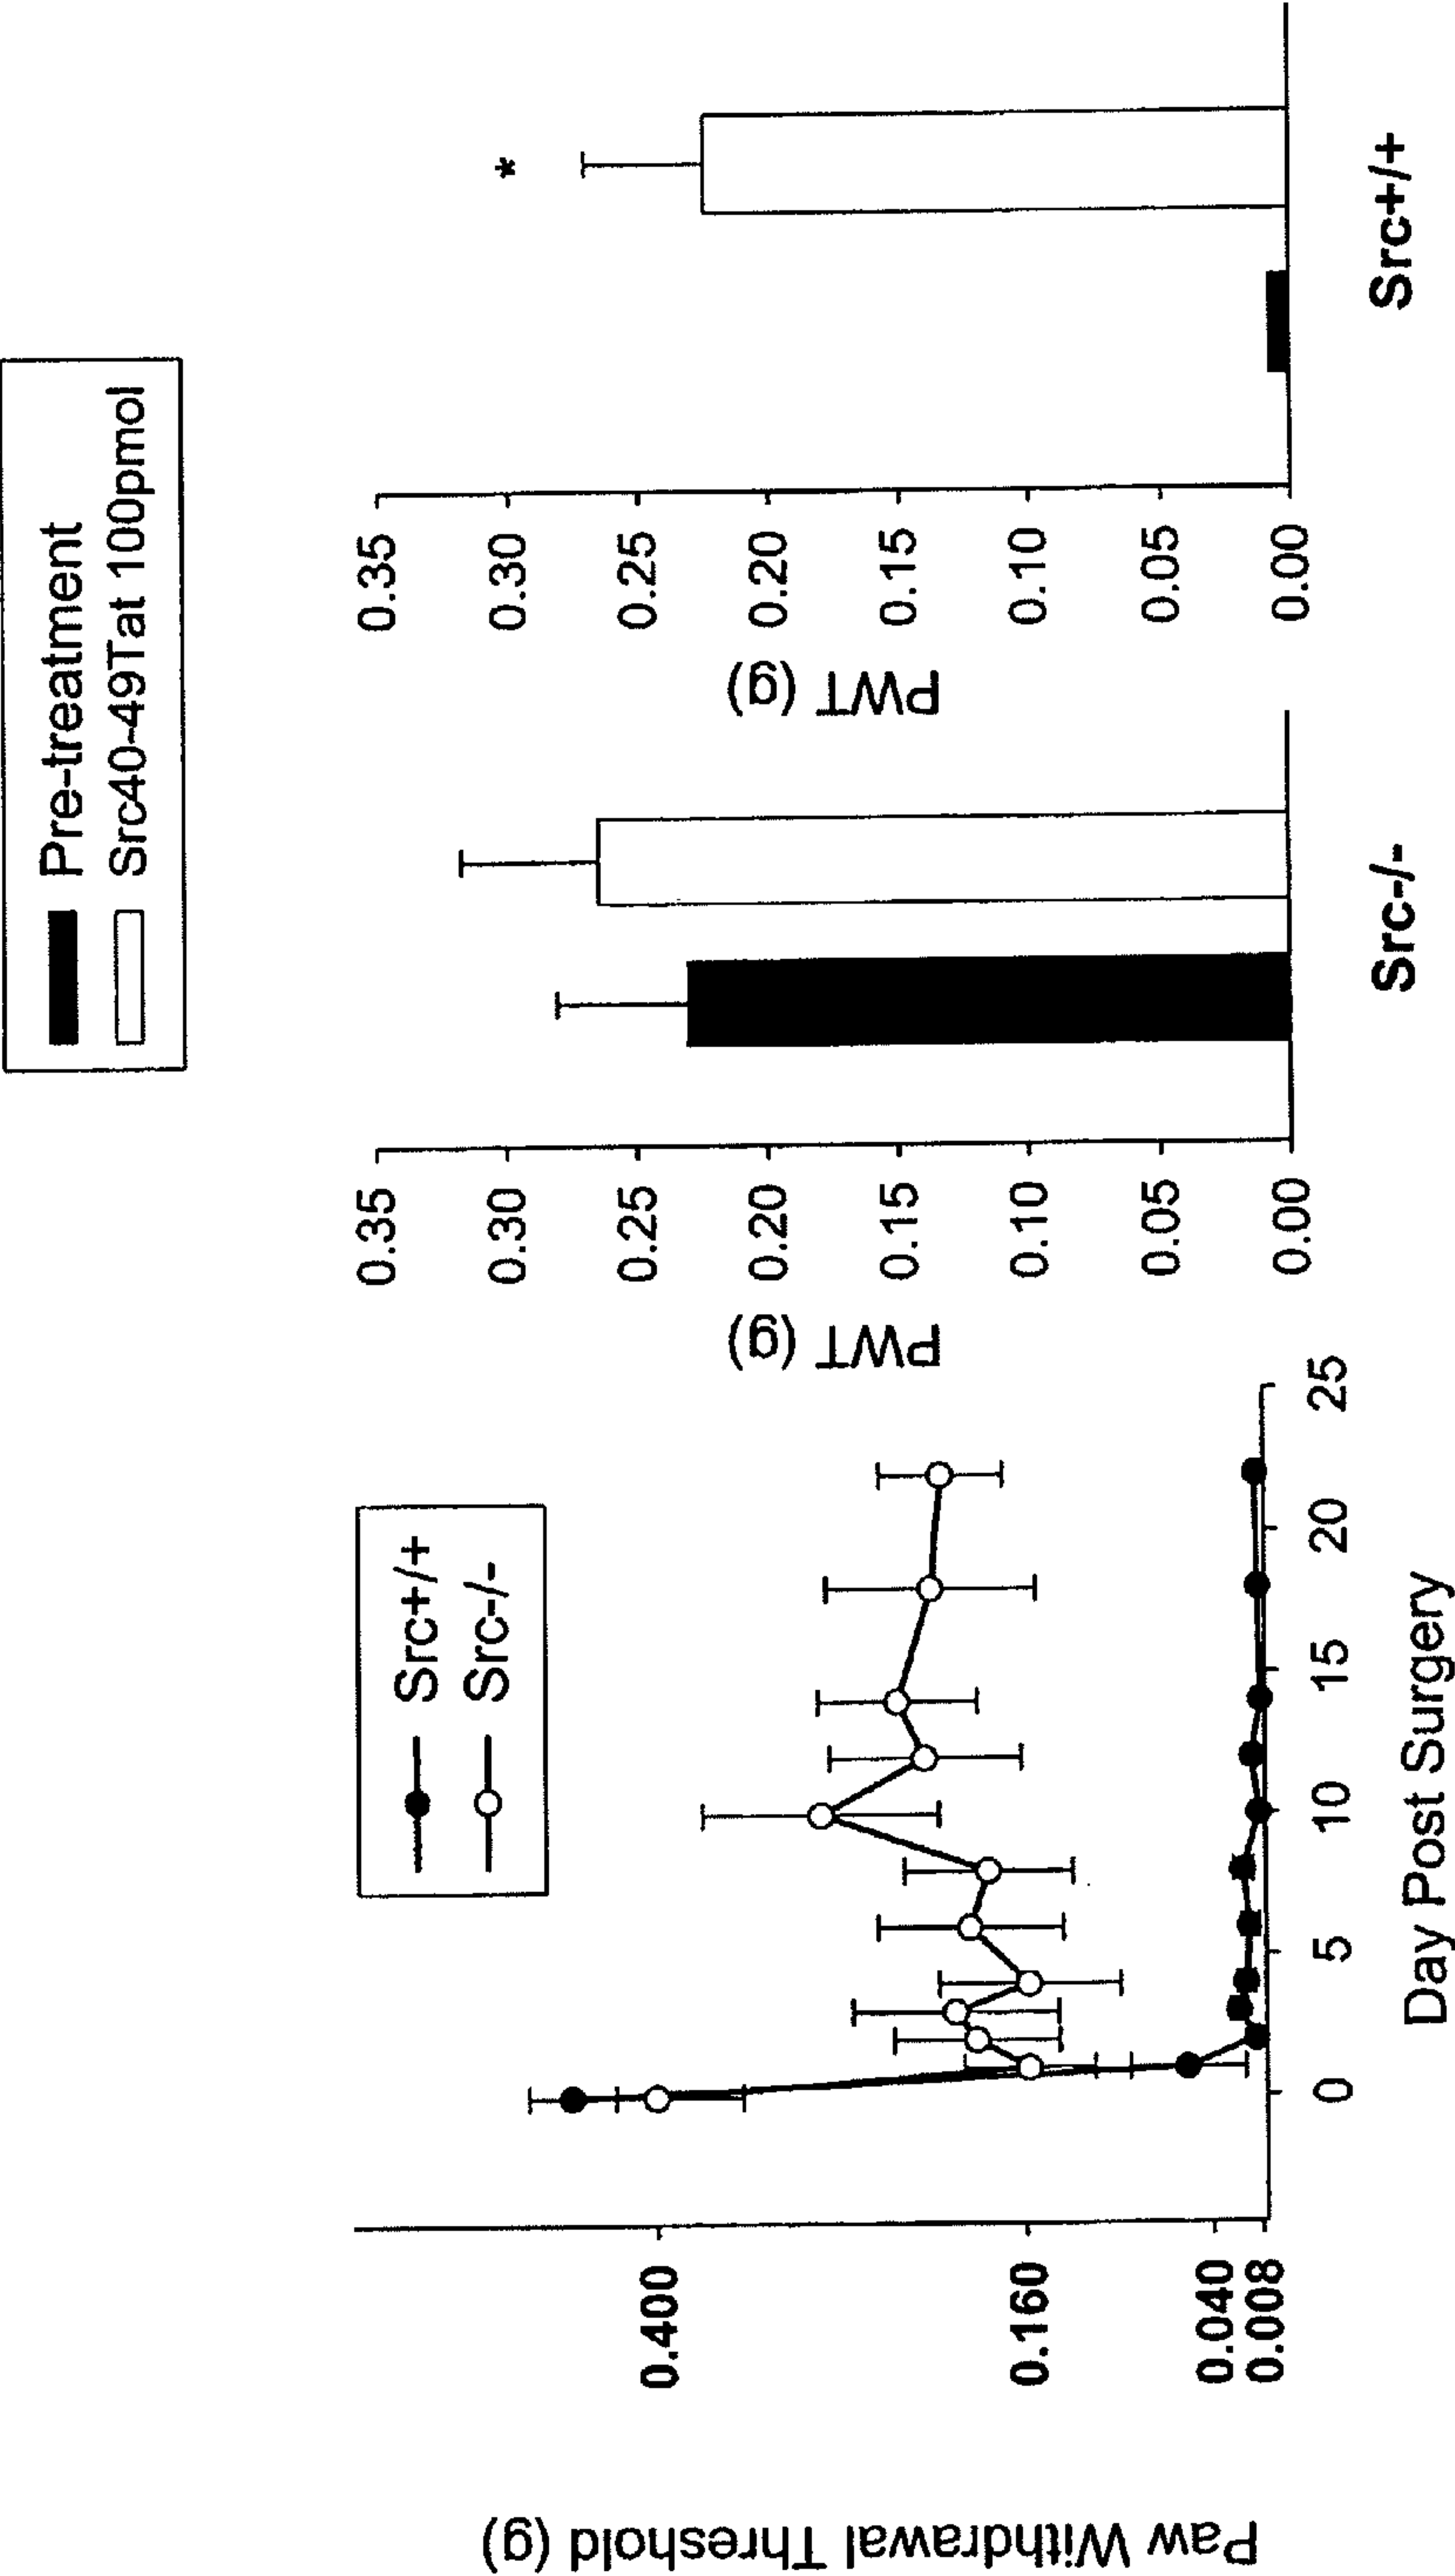 Paw Withdrawal Threshold (g)
0.400
0.160
0.040
0.008
Src+/+
Src-/-
0
5
10
15
20
25
Day Post Surgery
Pre-treatment
Src40-49Tat 100pmol
PWT (g)
0.35
0.30
0.25
0.20
0.15
0.10
0.05
0.00
Src-/-
PWT (g)
0.35
0.30
0.25
0.20
0.15
0.10
0.05
0.00
*
Src+/+